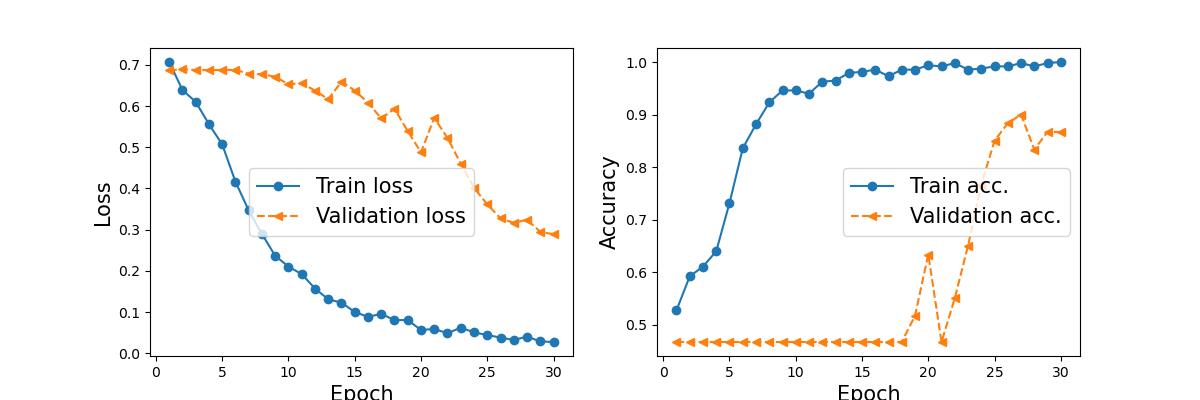 Loss
0.7
0.6
0.5
0.4
0.3
0.2
0.1
0.0
Train loss
Validation loss
0 5 10 15 20 25 30
Epoch
Accuracy
1.0
0.9
0.8
0.7
0.6
0.5
Train acc.
Validation acc.
0 5 10 15 20 25 30
Epoch